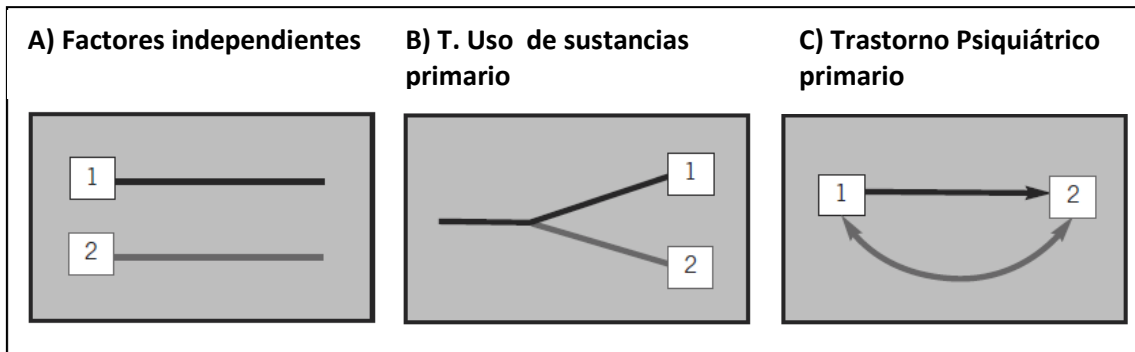 A) Factores independientes
B) T. Uso de sustancias
primario
C) Trastorno Psiquiátrico
primario
1
2
1
2
1
2